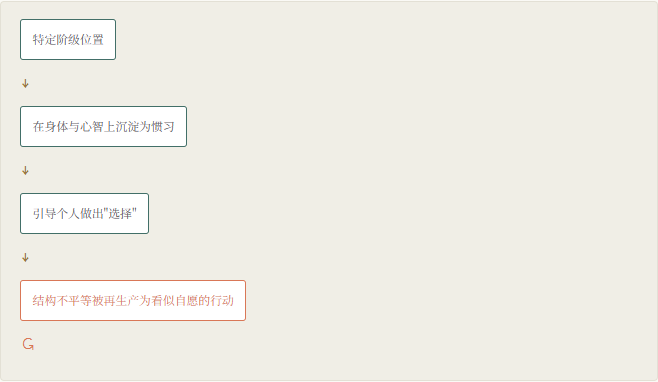 特定阶级位置
↓
在身体与心智上沉淀为惯习
↓
引导个人做出"选择"
↓
结构不平等被再生产为看似自愿的行动